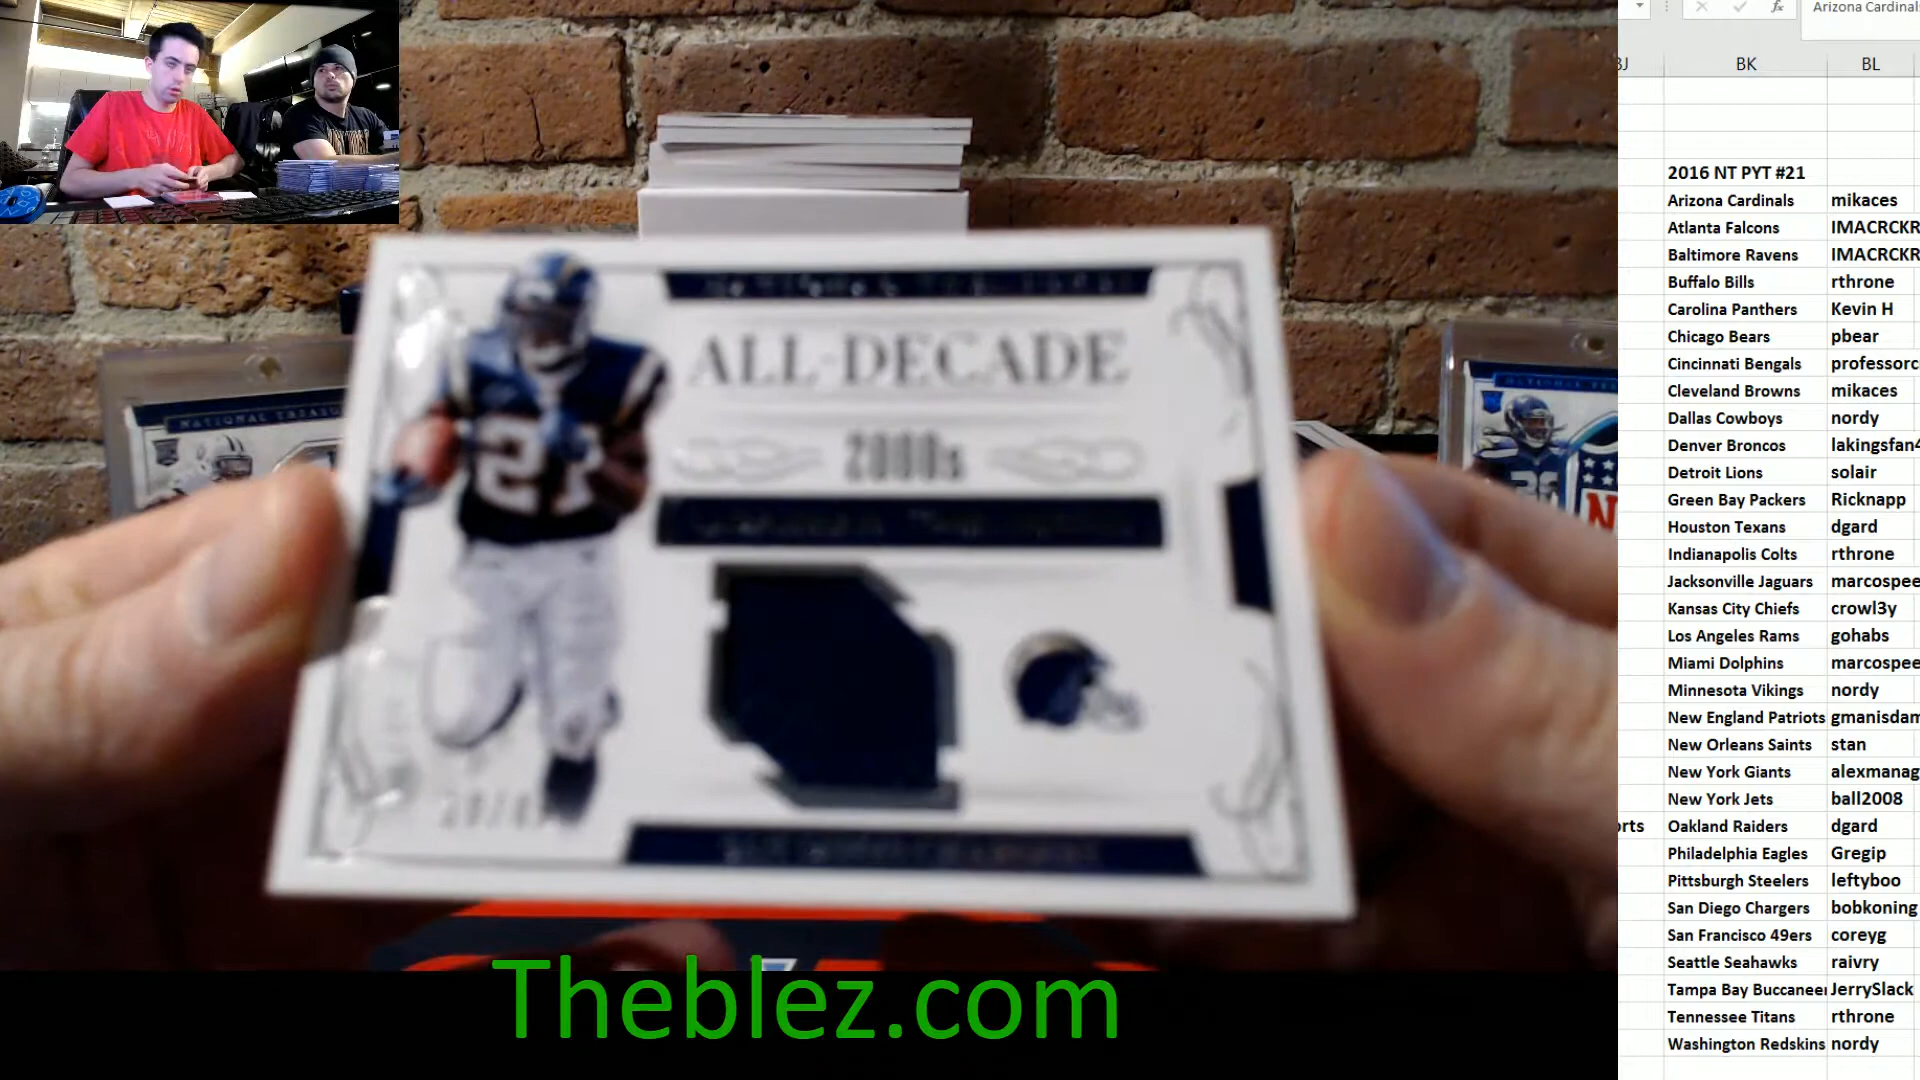 Arizona Cardinal
BK BL
2016 NT PYT #21
Arizona Cardinals mikaces
Atlanta Falcons IMACRCKR
Baltimore Ravens IMACRCKR
Buffalo Bills rthrone
Carolina Panthers Kevin H
Chicago Bears pbear
Cincinnati Bengals professorc
Cleveland Browns mikaces
Dallas Cowboys nordy
Denver Broncos lakingsfan4
Detroit Lions solair
Green Bay Packers Ricknapp
Houston Texans dgard
Indianapolis Colts rthrone
Jacksonville Jaguars marcospee
Kansas City Chiefs crowl3y
Los Angeles Rams gohabs
Miami Dolphins marcospee
Minnesota Vikings nordy
New England Patriots gmanisdam
New Orleans Saints stan
New York Giants alexmanag
New York Jets ball2008
orts Oakland Raiders dgard
Philadelphia Eagles Gregip
Pittsburgh Steelers leftyboo
San Diego Chargers bobkoning
San Francisco 49ers coreyg
Seattle Seahawks raivry
Tampa Bay Buccaneer JerrySlack
Tennessee Titans rthrone
Washington Redskins nordy
ALL-DECADE
2000s
21
NATIONAL
Theblez.com